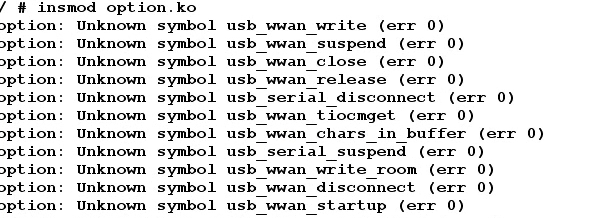 / # insmod option.ko
option: Unknown symbol usb_wwan_write (err 0)
option: Unknown symbol usb_wwan_suspend (err 0)
option: Unknown symbol usb_wwan_close (err 0)
option: Unknown symbol usb_wwan_release (err 0)
option: Unknown symbol usb_serial_disconnect (err 0)
option: Unknown symbol usb_wwan_tiocmget (err 0)
option: Unknown symbol usb_wwan_chars_in_buffer (err 0)
option: Unknown symbol usb_serial_suspend (err 0)
option: Unknown symbol usb_wwan_write_room (err 0)
option: Unknown symbol usb_wwan_disconnect (err 0)
option: Unknown symbol usb_wwan_startup (err 0)